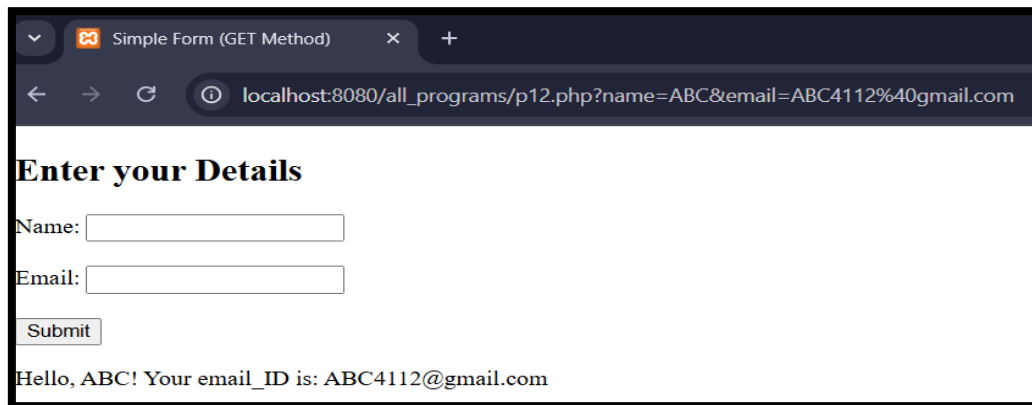 Simple Form (GET Method)
localhost:8080/all_programs/p12.php?name=ABC&email=ABC4112%40gmail.com
Enter your Details
Name:
Email:
Submit
Hello, ABC! Your email_ID is: ABC4112@gmail.com